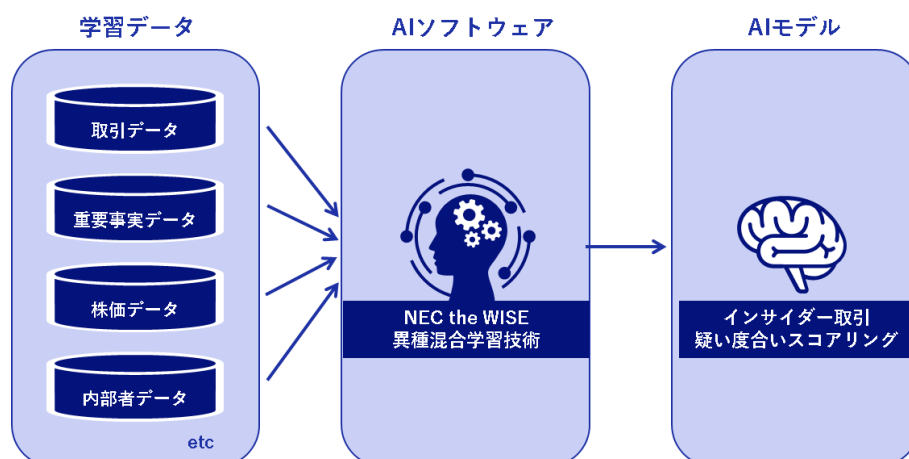 学習データ
取引データ
重要事実データ
株価データ
内部者データ
etc
AIソフトウェア
NEC the WISE
異種混合学習技術
AIモデル
インサイダー取引
疑い度合いスコアリング